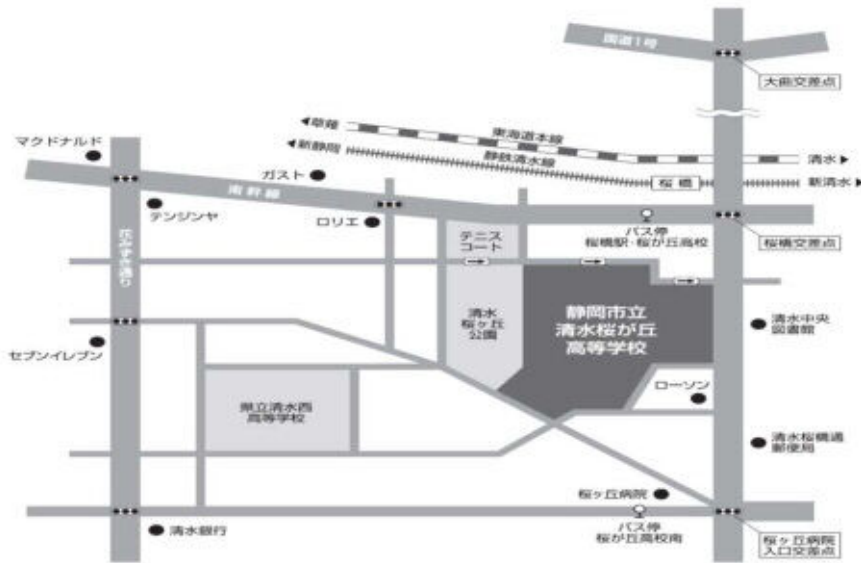 国道1号
大曲交差点
◀草薙
東海道本線
清水▶
◀新静岡
静鉄清水線
桜橋
新清水▶
マクドナルド
ガスト
南幹線
テンジンヤ
ロリエ
テニス
コート
バス停
桜橋駅・桜が丘高校
桜橋交差点
花みずき通り
清水
桜ヶ丘
公園
静岡市立
清水桜が丘
高等学校
清水中央
図書館
セブンイレブン
ローソン
県立清水西
高等学校
清水桜橋通
郵便局
桜ヶ丘病院
清水銀行
バス停
桜が丘高校南
桜ヶ丘病院
入口交差点